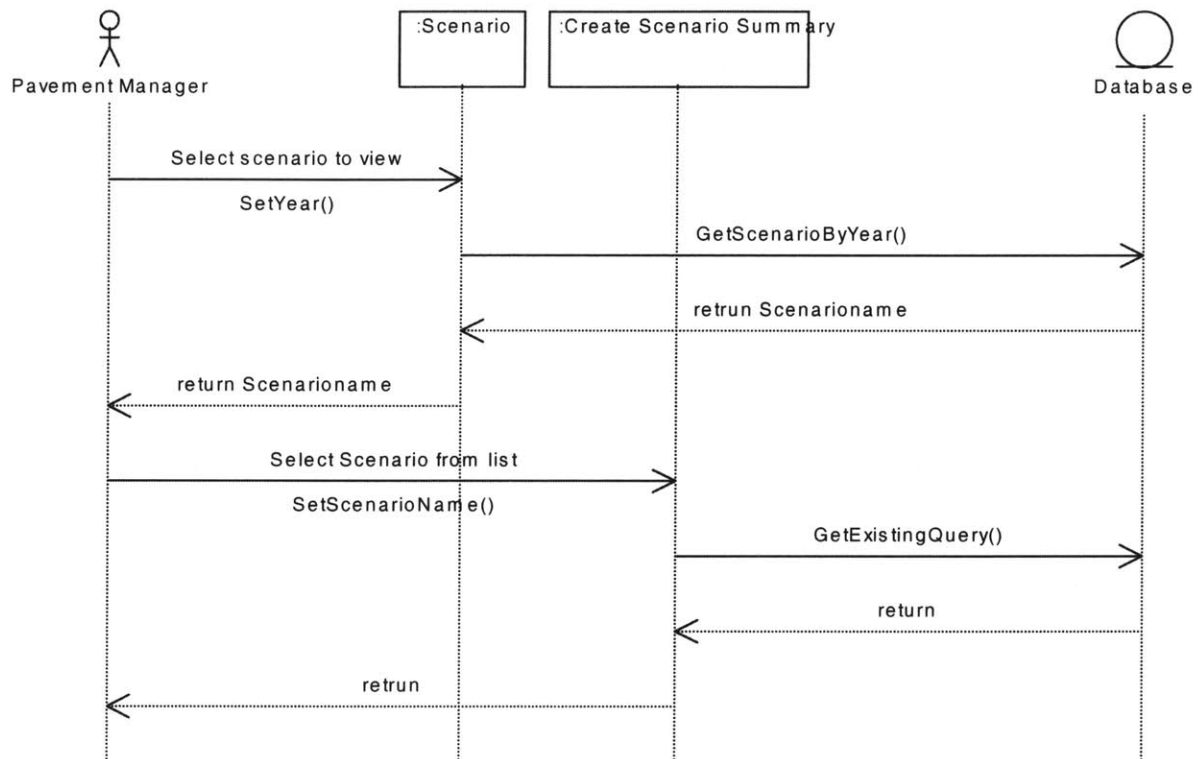 :Scenario
:Create Scenario Summary
Pavement Manager
Database
Select scenario to view
SetYear()
GetScenarioByYear()
retrun Scenarioname
return Scenarioname
Select Scenario from list
SetScenarioName()
GetExistingQuery()
return
retrun